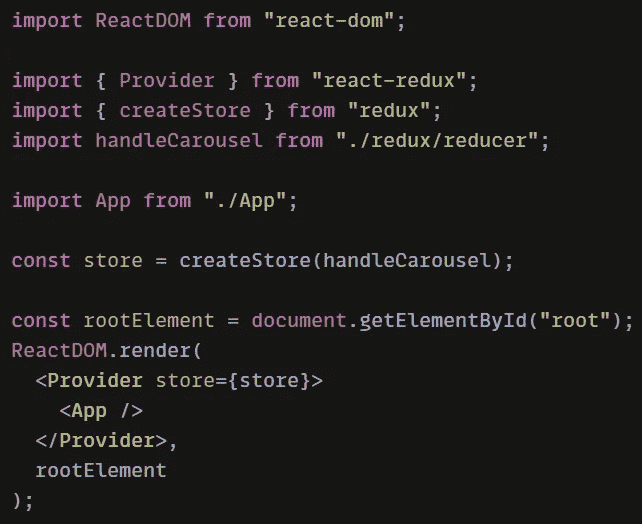 import ReactDOM from "react-dom";
import { Provider } from "react-redux";
import { createStore } from "redux";
import handleCarousel from "./redux/reducer";
import App from "./App";
const store = createStore(handleCarousel);
const rootElement = document.getElementById("root");
ReactDOM.render(
  <Provider store={store}>
    <App />
  </Provider>,
  rootElement
);